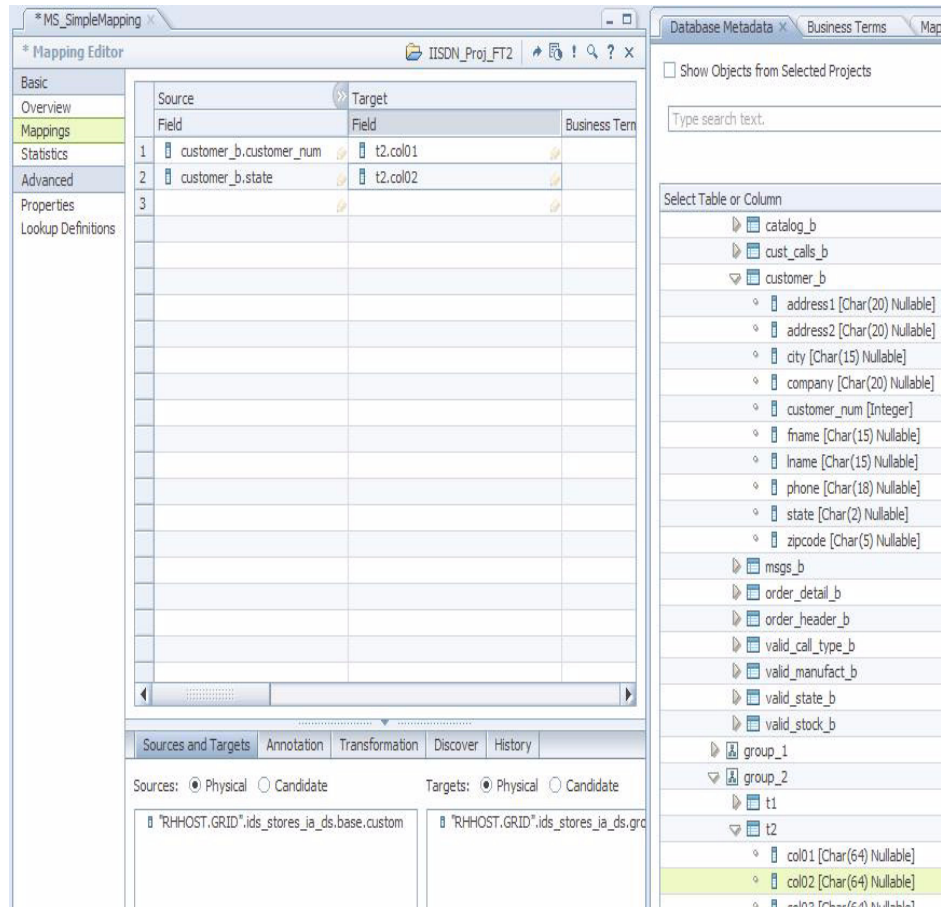 *MS_SimpleMapping
* Mapping Editor
IISDN_Proj_FT2
Basic
Overview
Mappings
Statistics
Advanced
Properties
Lookup Definitions
Source Target
Field Field Business Term
1 customer_b.customer_num t2.col01
2 customer_b.state t2.col02
3
Sources and Targets Annotation Transformation Discover History
Sources: Physical Candidate Targets: Physical Candidate
"RHHOST.GRID".ids_stores_ia_ds.base.custom "RHHOST.GRID".ids_stores_ia_ds.gro
Database Metadata Business Terms Map
Show Objects from Selected Projects
Type search text.
Select Table or Column
catalog_b
cust_calls_b
customer_b
address1 [Char(20) Nullable]
address2 [Char(20) Nullable]
city [Char(15) Nullable]
company [Char(20) Nullable]
customer_num [Integer]
fname [Char(15) Nullable]
lname [Char(15) Nullable]
phone [Char(18) Nullable]
state [Char(2) Nullable]
zipcode [Char(5) Nullable]
msgs_b
order_detail_b
order_header_b
valid_call_type_b
valid_manufact_b
valid_state_b
valid_stock_b
group_1
group_2
t1
t2
col01 [Char(64) Nullable]
col02 [Char(64) Nullable]
col03 [Char(64) Nullable]